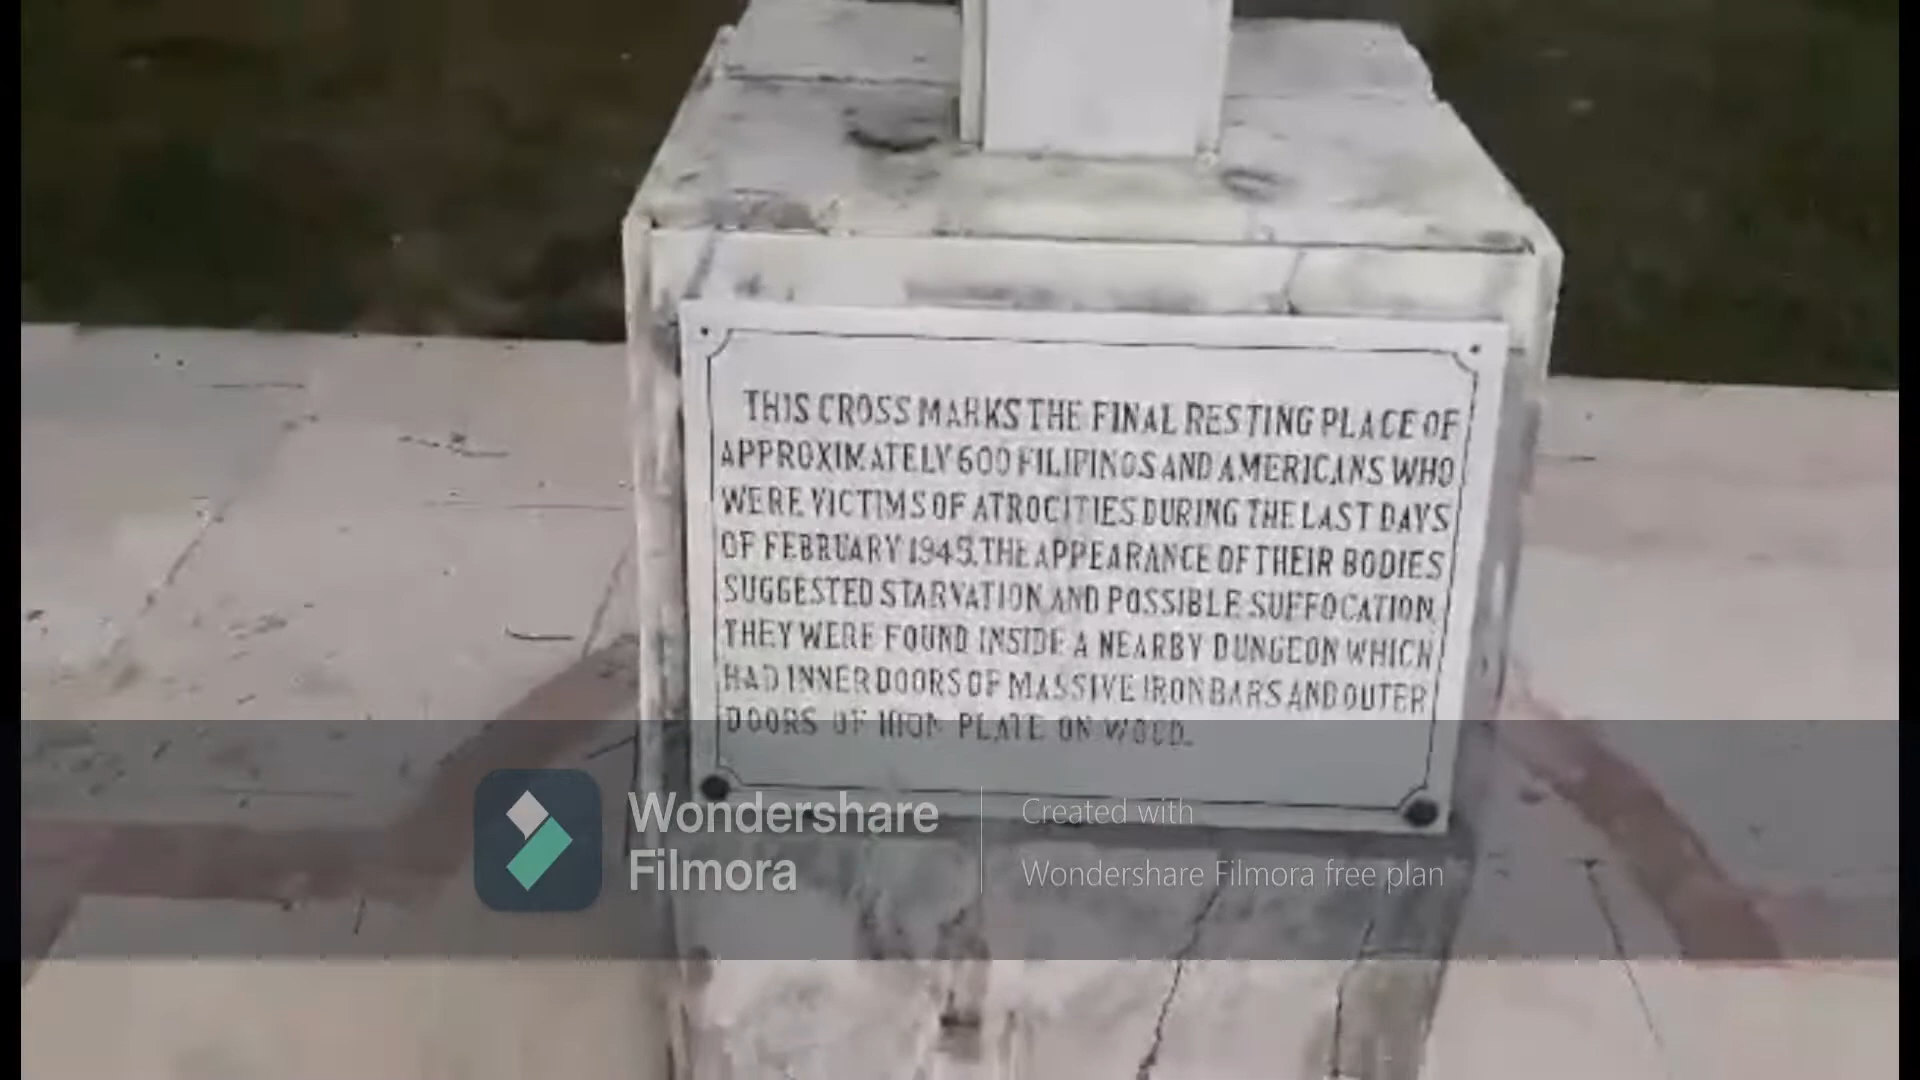 THIS CROSS MARKS THE FINAL RESTING PLACE OF
APPROXIMATELY 600 FILIPINOS AND AMERICANS WHO
WERE VICTIMS OF ATROCITIES DURING THE LAST DAYS
OF FEBRUARY 1945. THE APPEARANCE OF THEIR BODIES
SUGGESTED STARVATION AND POSSIBLE SUFFOCATION.
THEY WERE FOUND INSIDE A NEARBY DUNGEON WHICH
HAD INNER DOORS OF MASSIVE IRON BARS AND OUTER
DOORS OF IRON PLATE ON WOOD.
Wondershare
Filmora
Created with
Wondershare Filmora free plan